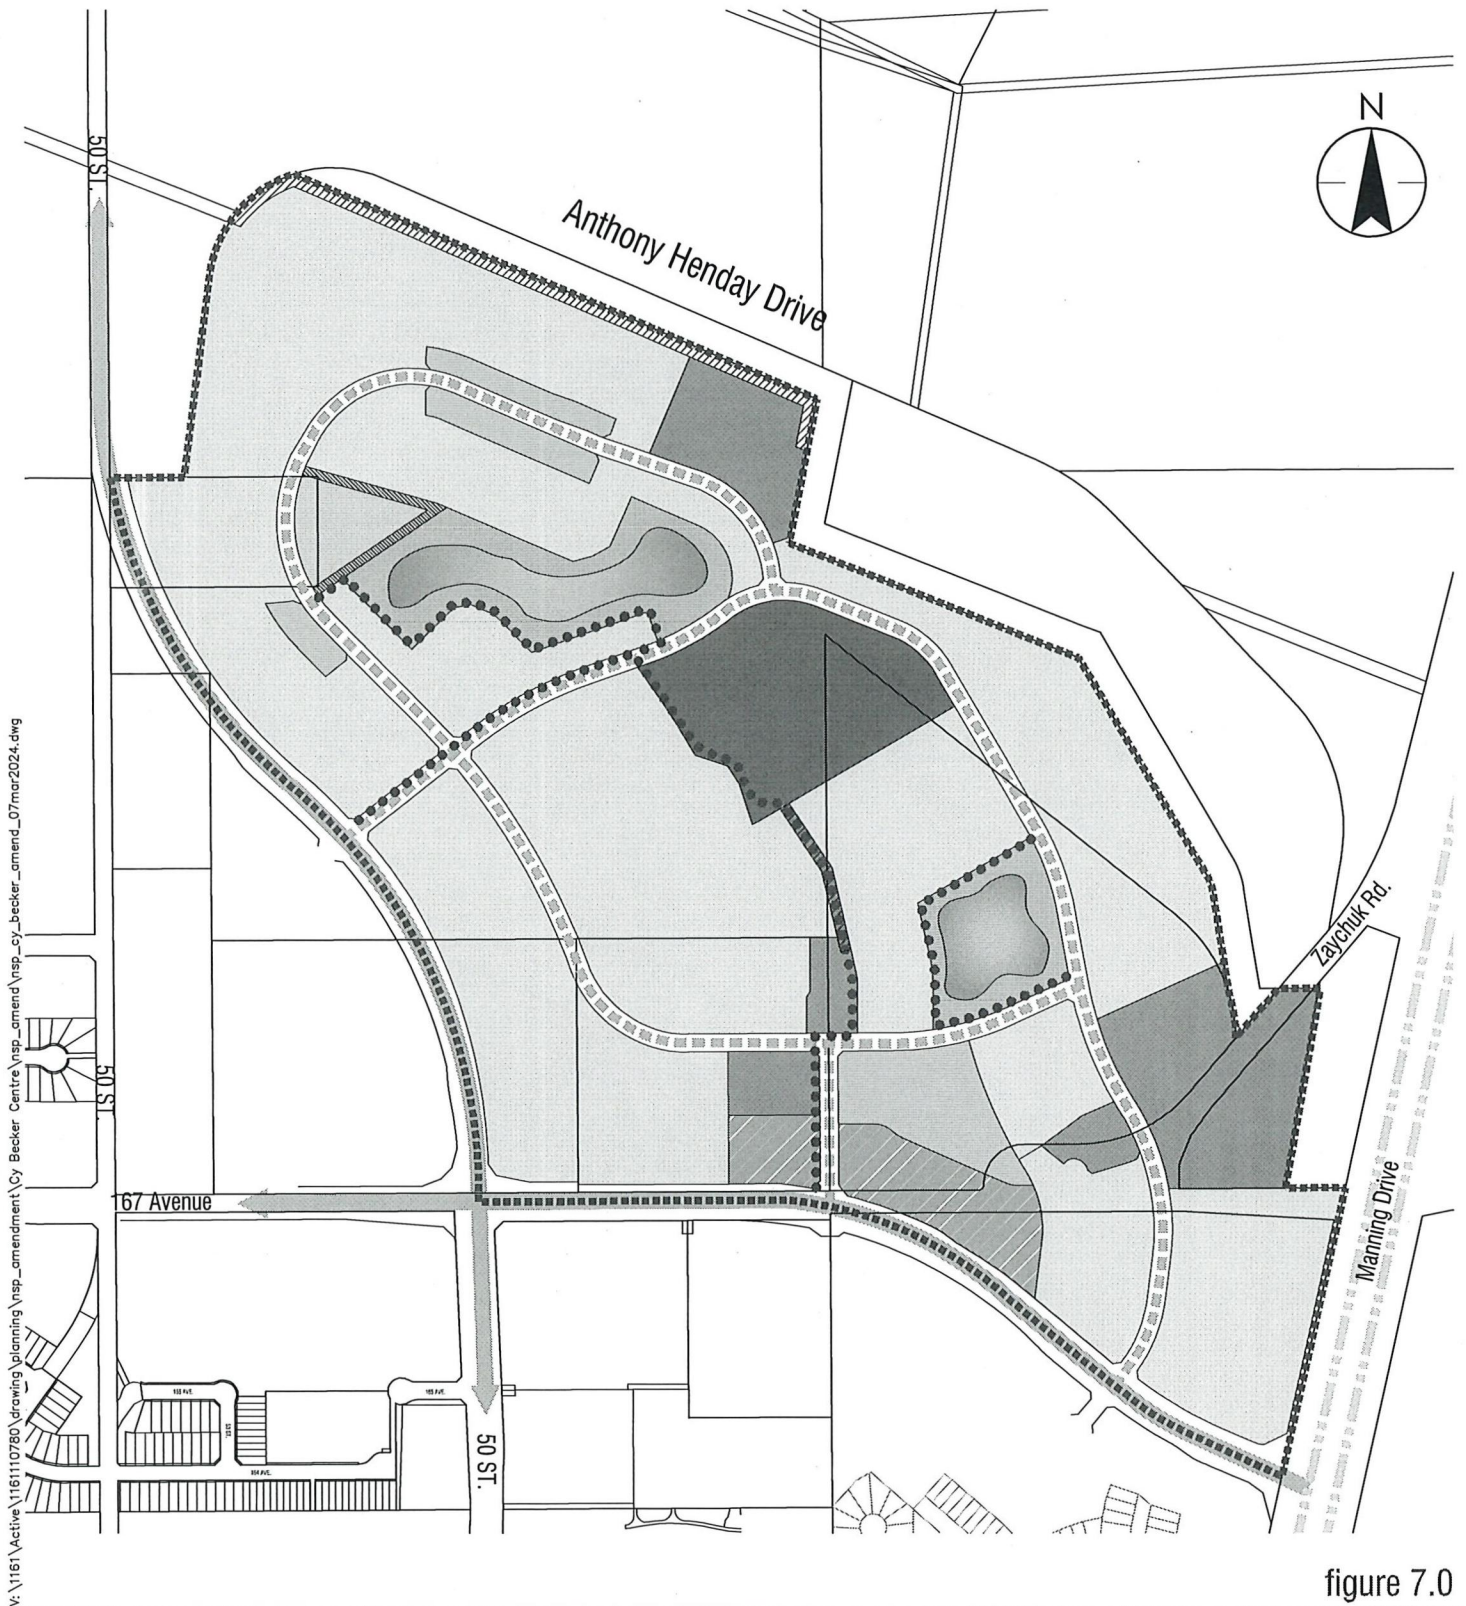 N
50 ST.
Anthony Henday Drive
Zaychuk Rd.
50 ST.
167 Avenue
Manning Drive
50 ST.
V:\1161\Active\1161110780\drawing\planning\nsp_amendment\Cy Becker Centre\nsp_amend\nsp_cy_becker_amend_07mar2024.dwg
figure 7.0